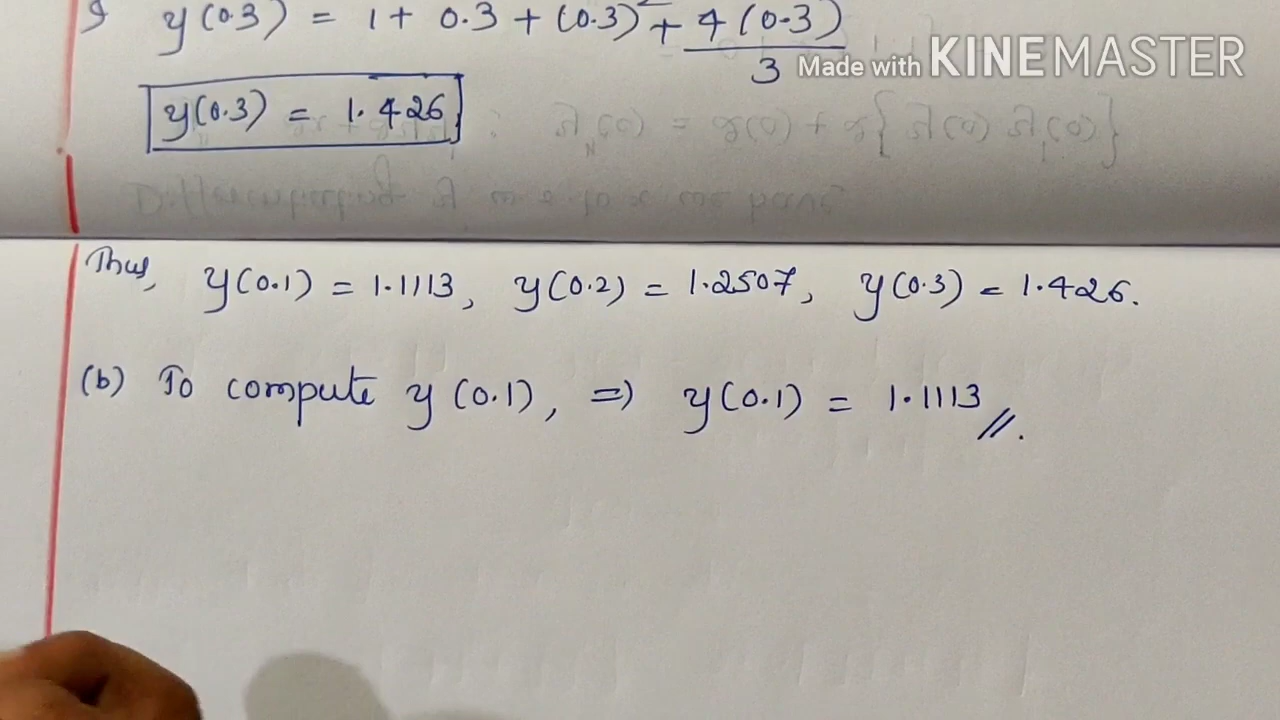 y(0.3) = 1 + 0.3 + (0.3)² + 4(0.3)/3
Made with KINEMASTER
y(0.3) = 1.426
Thus, y(0.1) = 1.1113, y(0.2) = 1.2507, y(0.3) = 1.426.
(b) To compute y(0.1), => y(0.1) = 1.1113 //.